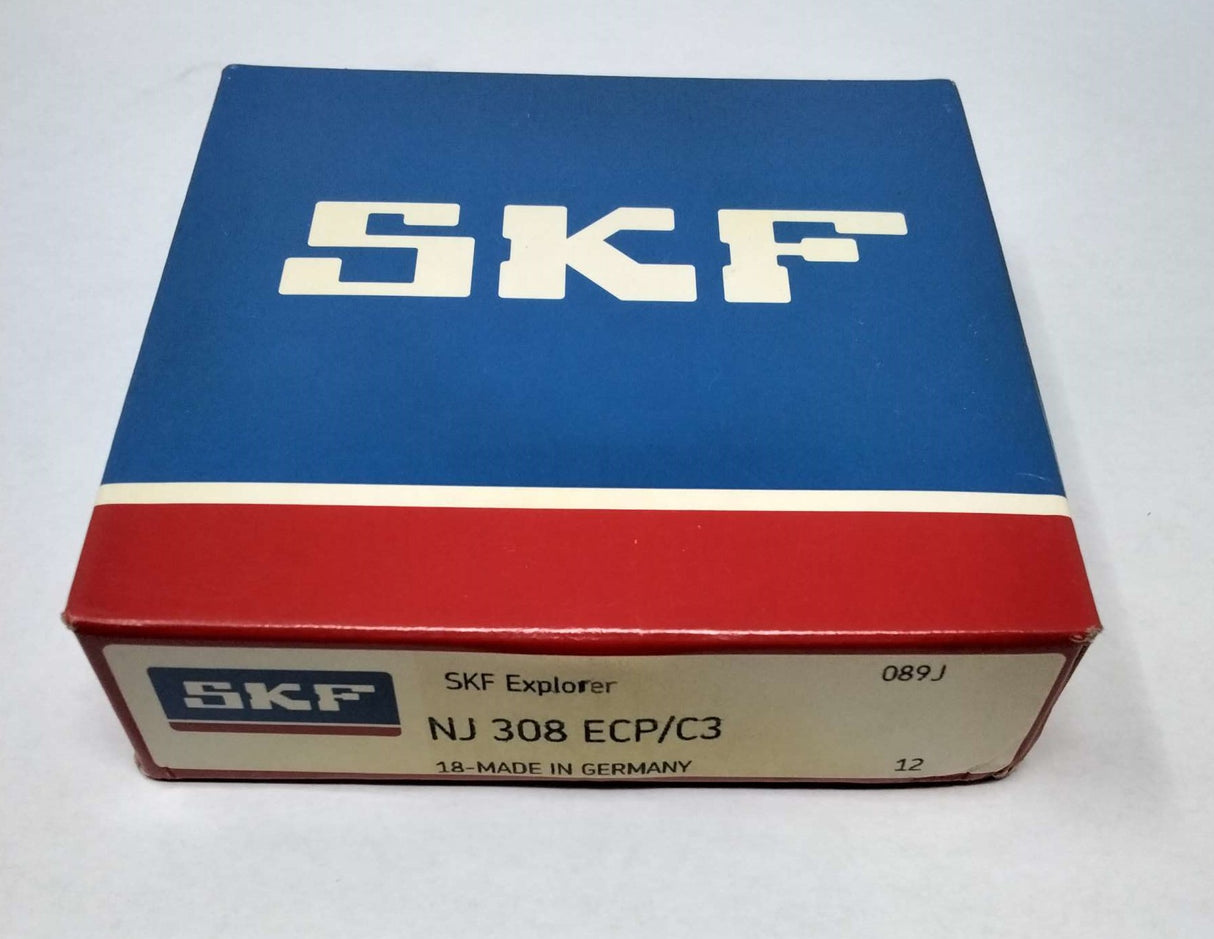 SKF
SKF
SKF Explorer
089J
NJ 308 ECP/C3
18-MADE IN GERMANY
12